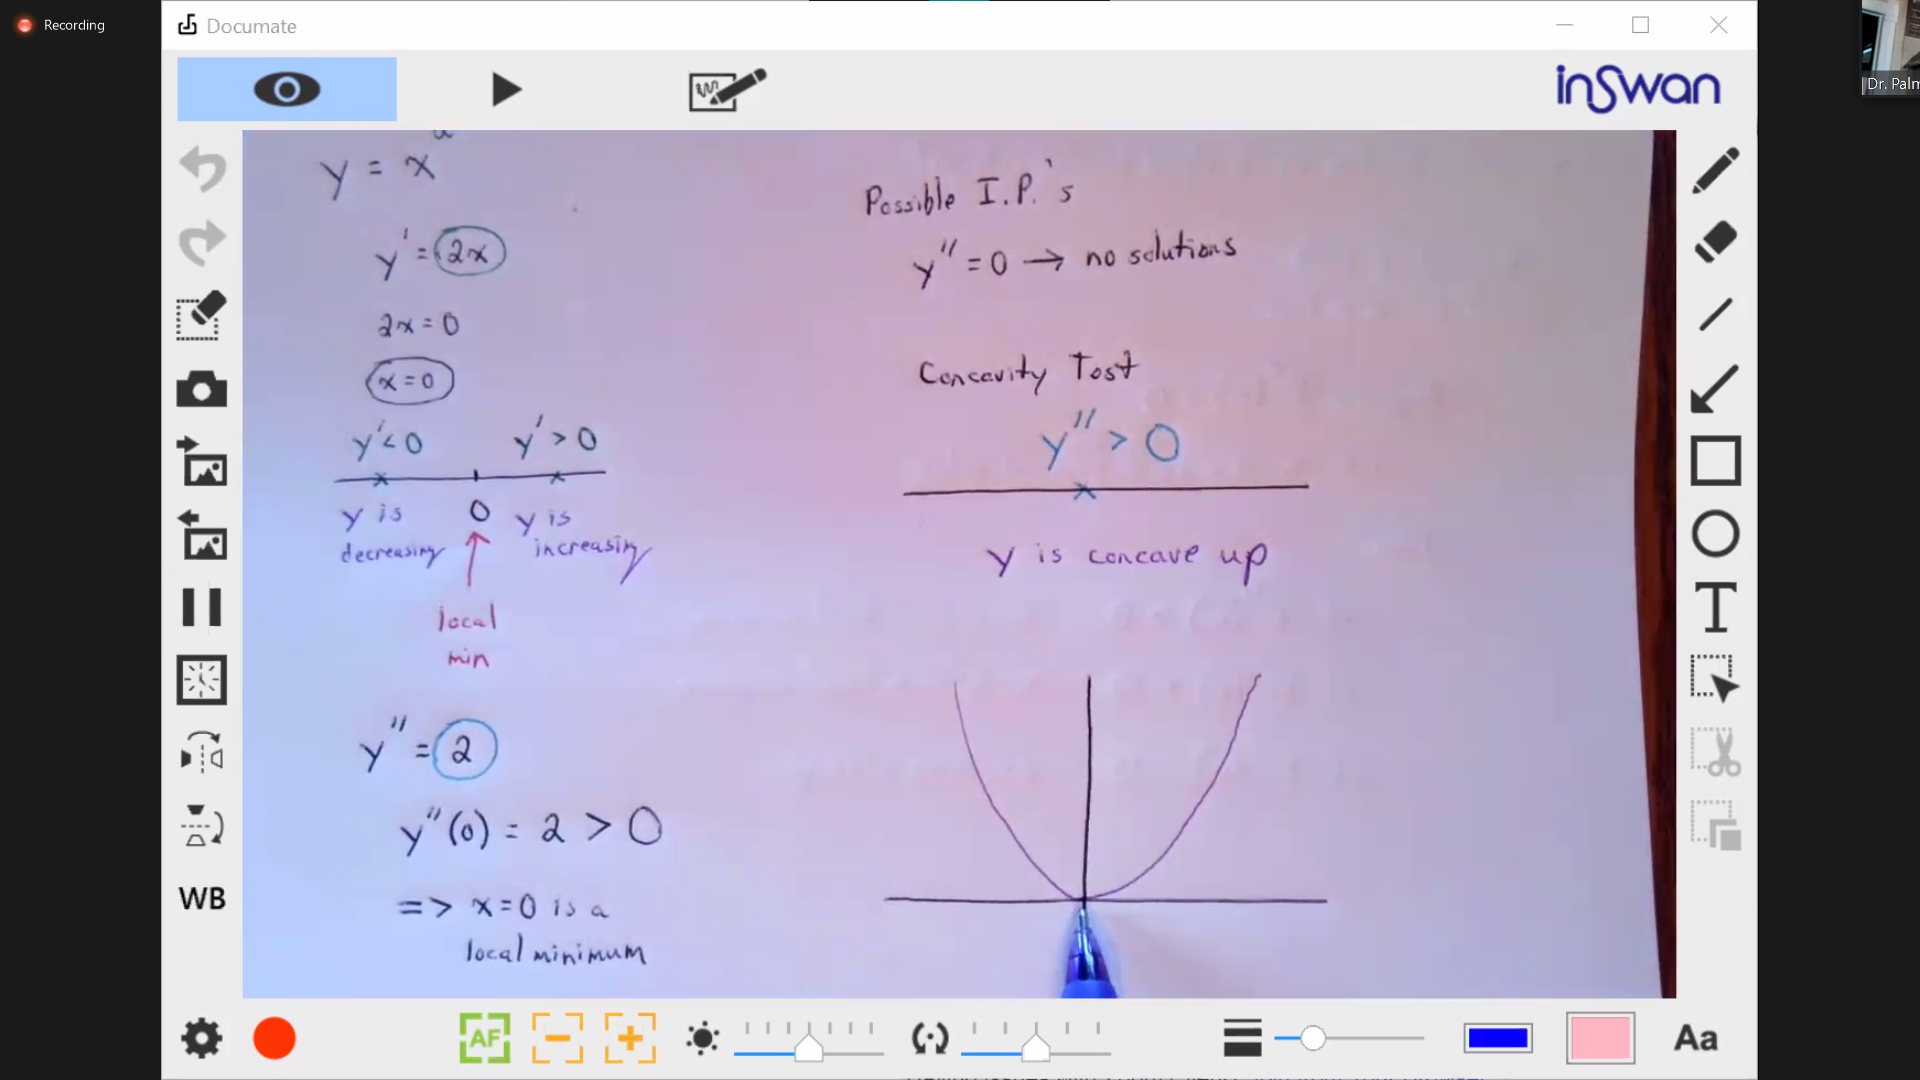 Recording
Documate
inSwan
Dr. Palm
y = x²
y' = 2x
2x = 0
x = 0
y' < 0 y' > 0
0
y is decreasing
y is increasing
local
min
y'' = 2
y''(0) = 2 > 0
=> x = 0 is a
local minimum
Possible I.P.'s
y'' = 0 → no solutions
Concavity Test
y'' > 0
y is concave up
WB
T
AF
Aa